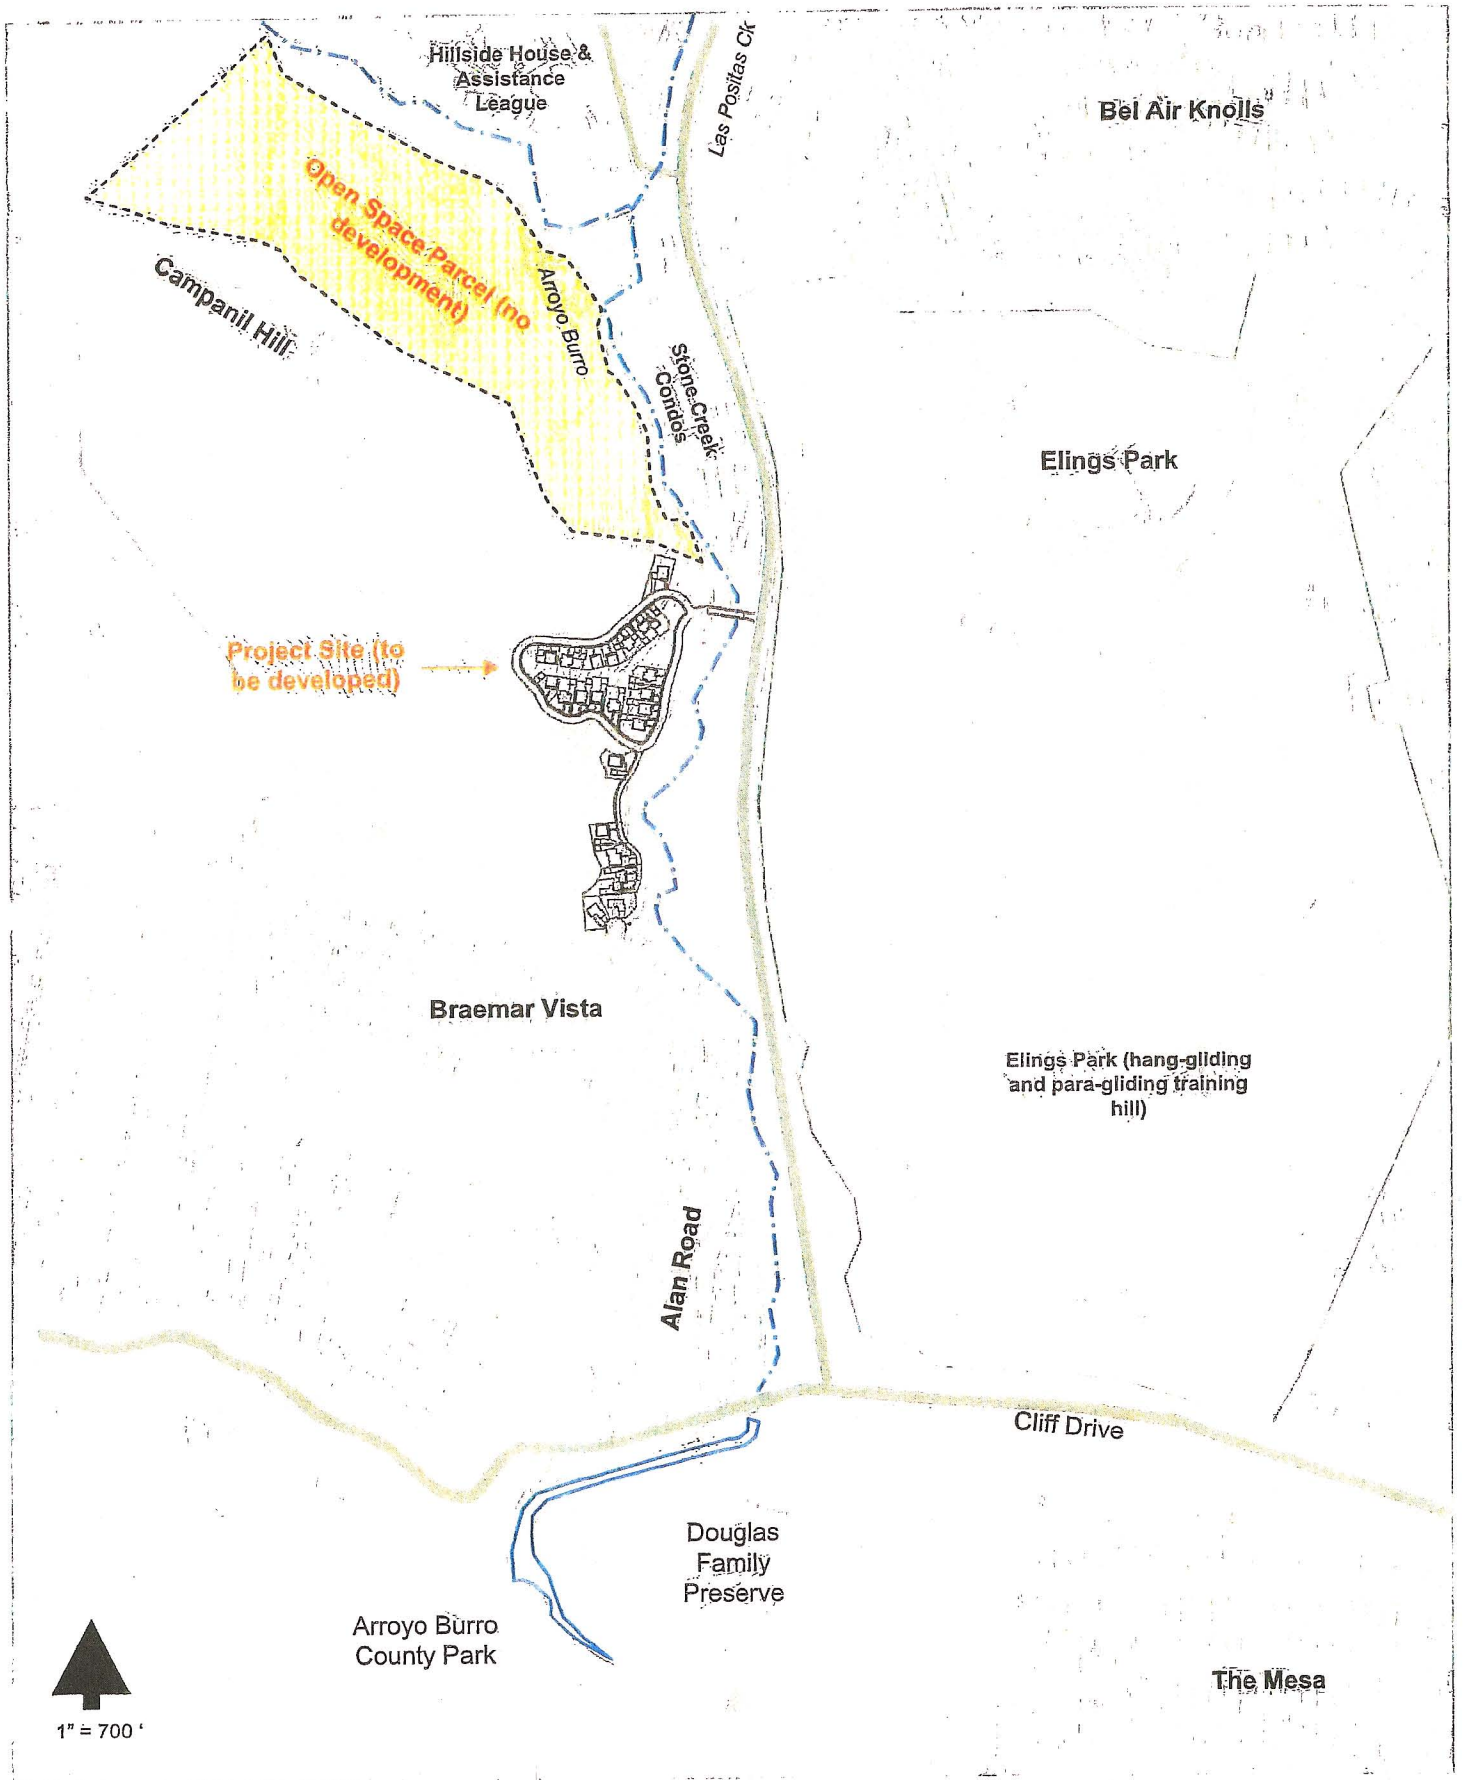 Hillside House &
Assistance
League
Las Positas Ck
Bel Air Knolls
Open Space Parcel (no
development)
Arroyo Burro
Campanil Hill
Stone Creek
Condos
Elings Park
Project Site (to
be developed)
Braemar Vista
Elings Park (hang-gliding
and para-gliding training
hill)
Alan Road
Cliff Drive
Douglas
Family
Preserve
Arroyo Burro
County Park
The Mesa
1" = 700 '